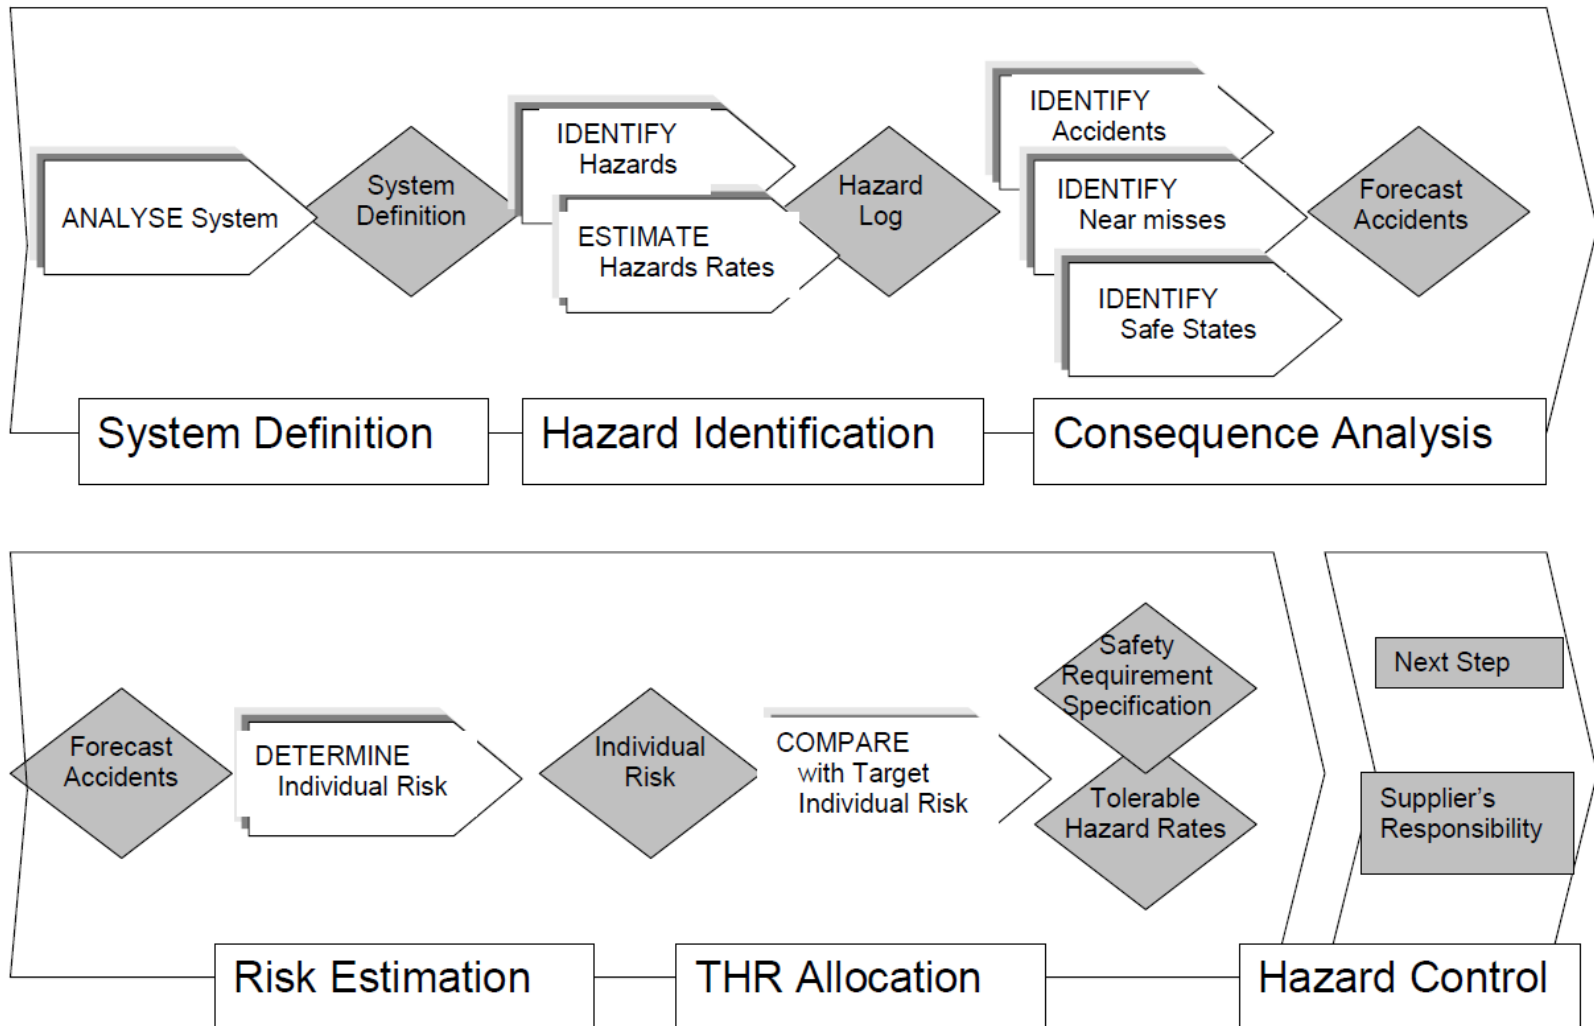 ANALYSE System
System
Definition
IDENTIFY
Hazards
ESTIMATE
Hazards Rates
Hazard
Log
IDENTIFY
Accidents
IDENTIFY
Near misses
IDENTIFY
Safe States
Forecast
Accidents
System Definition
Hazard Identification
Consequence Analysis
Forecast
Accidents
DETERMINE
Individual Risk
Individual
Risk
COMPARE
with Target
Individual Risk
Safety
Requirement
Specification
Tolerable
Hazard Rates
Next Step
Supplier's
Responsibility
Risk Estimation
THR Allocation
Hazard Control